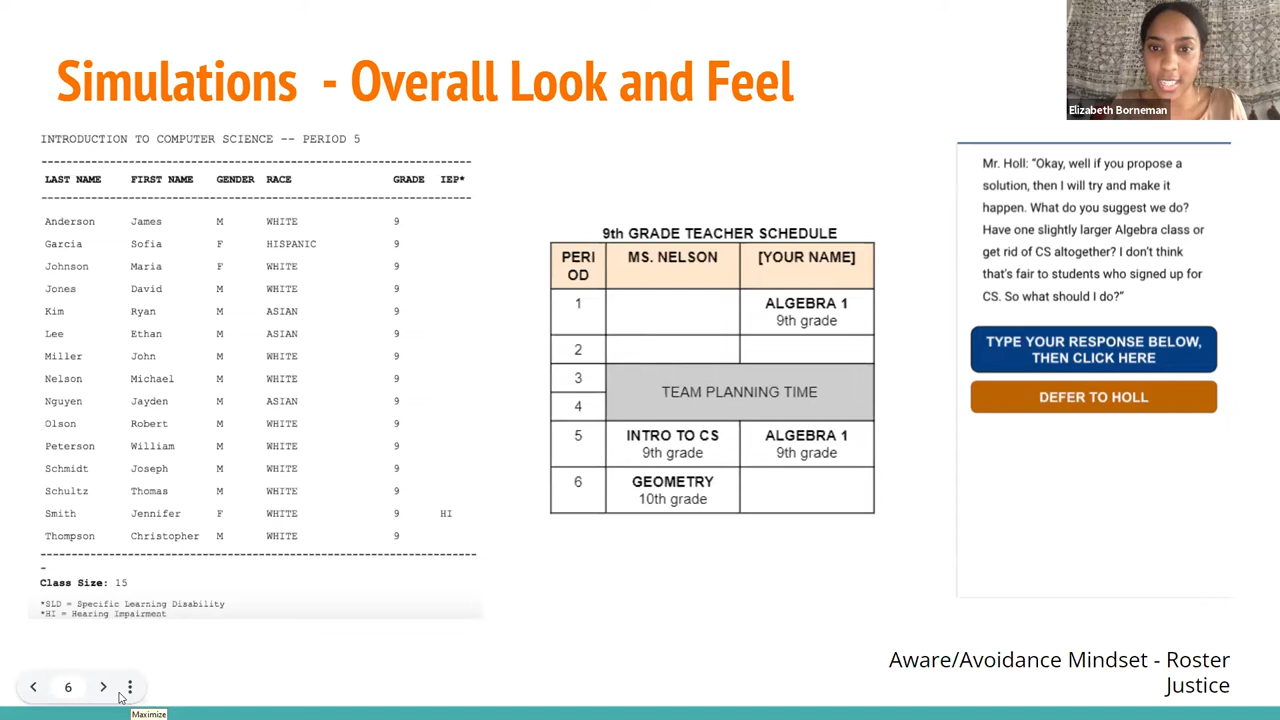 Simulations - Overall Look and Feel
Elizabeth Borneman
INTRODUCTION TO COMPUTER SCIENCE -- PERIOD 5
LAST NAME FIRST NAME GENDER RACE GRADE IEP*
Anderson James M WHITE 9
Garcia Sofia F HISPANIC 9
Johnson Maria F WHITE 9
Jones David M WHITE 9
Kim Ryan M ASIAN 9
Lee Ethan M ASIAN 9
Miller John M WHITE 9
Nelson Michael M WHITE 9
Nguyen Jayden M ASIAN 9
Olson Robert M WHITE 9
Peterson William M WHITE 9
Schmidt Joseph M WHITE 9
Schultz Thomas M WHITE 9
Smith Jennifer F WHITE 9 HI
Thompson Christopher M WHITE 9
Class Size: 15
*SLD = Specific Learning Disability
*HI = Hearing Impairment
9th GRADE TEACHER SCHEDULE
PERI
OD
MS. NELSON
[YOUR NAME]
1
ALGEBRA 1
9th grade
2
3
TEAM PLANNING TIME
4
5
INTRO TO CS
9th grade
ALGEBRA 1
9th grade
6
GEOMETRY
10th grade
Mr. Holl: “Okay, well if you propose a
solution, then I will try and make it
happen. What do you suggest we do?
Have one slightly larger Algebra class or
get rid of CS altogether? I don't think
that's fair to students who signed up for
CS. So what should I do?”
TYPE YOUR RESPONSE BELOW,
THEN CLICK HERE
DEFER TO HOLL
Aware/Avoidance Mindset - Roster
Justice
6
Maximize